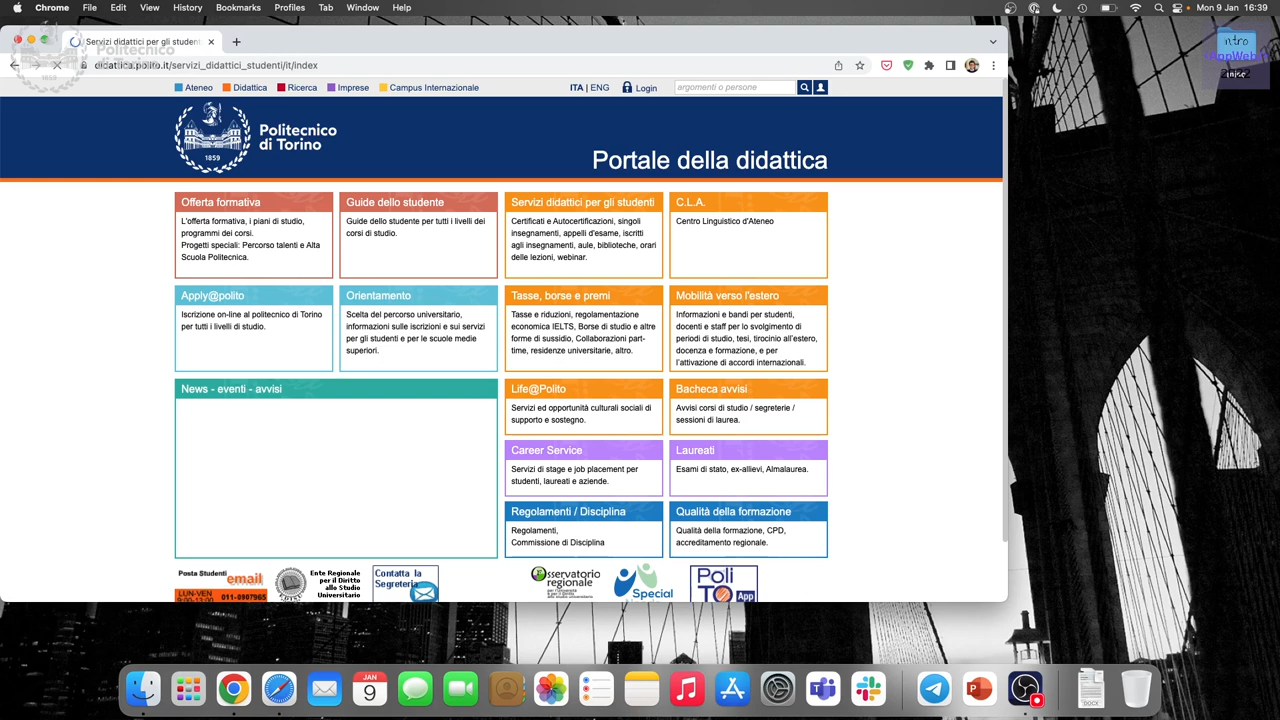 Chrome File Edit View History Bookmarks Profiles Tab Window Help
Mon 9 Jan 16:39
Servizi didattici per gli student
didattica.polito.it/servizi_didattici_studenti/it/index
Ateneo Didattica Ricerca Imprese Campus Internazionale
ITA | ENG Login argomenti o persone
Politecnico
di Torino
1859
Portale della didattica
Offerta formativa
L'offerta formativa, i piani di studio,
programmi dei corsi.
Progetti speciali: Percorso talenti e Alta
Scuola Politecnica.
Guide dello studente
Guide dello studente per tutti i livelli dei
corsi di studio.
Servizi didattici per gli studenti
Certificati e Autocertificazioni, singoli
insegnamenti, appelli d'esame, iscritti
agli insegnamenti, aule, biblioteche, orari
delle lezioni, webinar.
C.L.A.
Centro Linguistico d'Ateneo
Apply@polito
Iscrizione on-line al politecnico di Torino
per tutti i livelli di studio.
Orientamento
Scelta del percorso universitario,
informazioni sulle iscrizioni e sui servizi
per gli studenti e per le scuole medie
superiori.
Tasse, borse e premi
Tasse e riduzioni, regolamentazione
economica IELTS, Borse di studio e altre
forme di sussidio, Collaborazioni part-
time, residenze universitarie, altro.
Mobilità verso l'estero
Informazioni e bandi per studenti,
docenti e staff per lo svolgimento di
periodi di studio, tesi, tirocinio all'estero,
docenza e formazione, e per
l'attivazione di accordi internazionali.
News - eventi - avvisi
Life@Polito
Servizi ed opportunità culturali sociali di
supporto e sostegno.
Bacheca avvisi
Avvisi corsi di studio / segreterie /
sessioni di laurea.
Career Service
Servizi di stage e job placement per
studenti, laureati e aziende.
Laureati
Esami di stato, ex-allievi, Almalaurea.
Regolamenti / Disciplina
Regolamenti,
Commissione di Disciplina
Qualità della formazione
Qualità della formazione, CPD,
accreditamento regionale.
Posta Studenti
email
LUN-VEN
011-0907965
Ente Regionale
per il Diritto
allo Studio
Universitario
Contatta la
Segreteria
Osservatorio
regionale
Special
Poli
TO App
JAN
9
DOCX